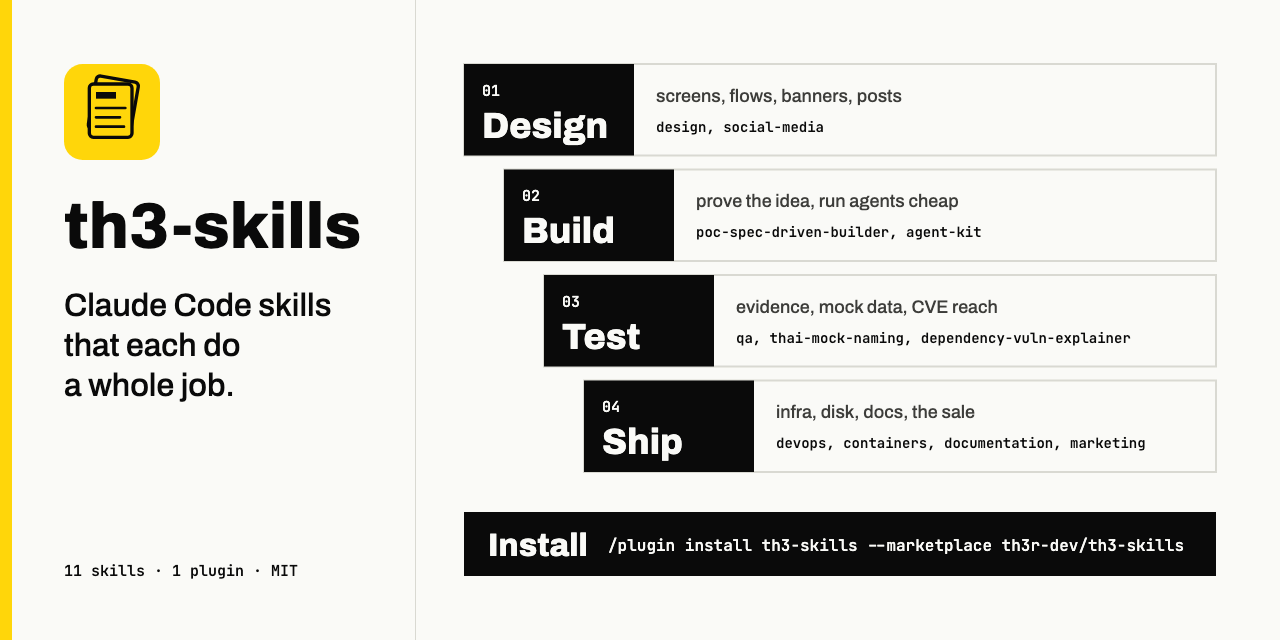 th3-skills
Claude Code skills
that each do
a whole job.
11 skills · 1 plugin · MIT
01
Design
screens, flows, banners, posts
design, social-media
02
Build
prove the idea, run agents cheap
poc-spec-driven-builder, agent-kit
03
Test
evidence, mock data, CVE reach
qa, thai-mock-naming, dependency-vuln-explainer
04
Ship
infra, disk, docs, the sale
devops, containers, documentation, marketing
Install /plugin install th3-skills --marketplace th3r-dev/th3-skills